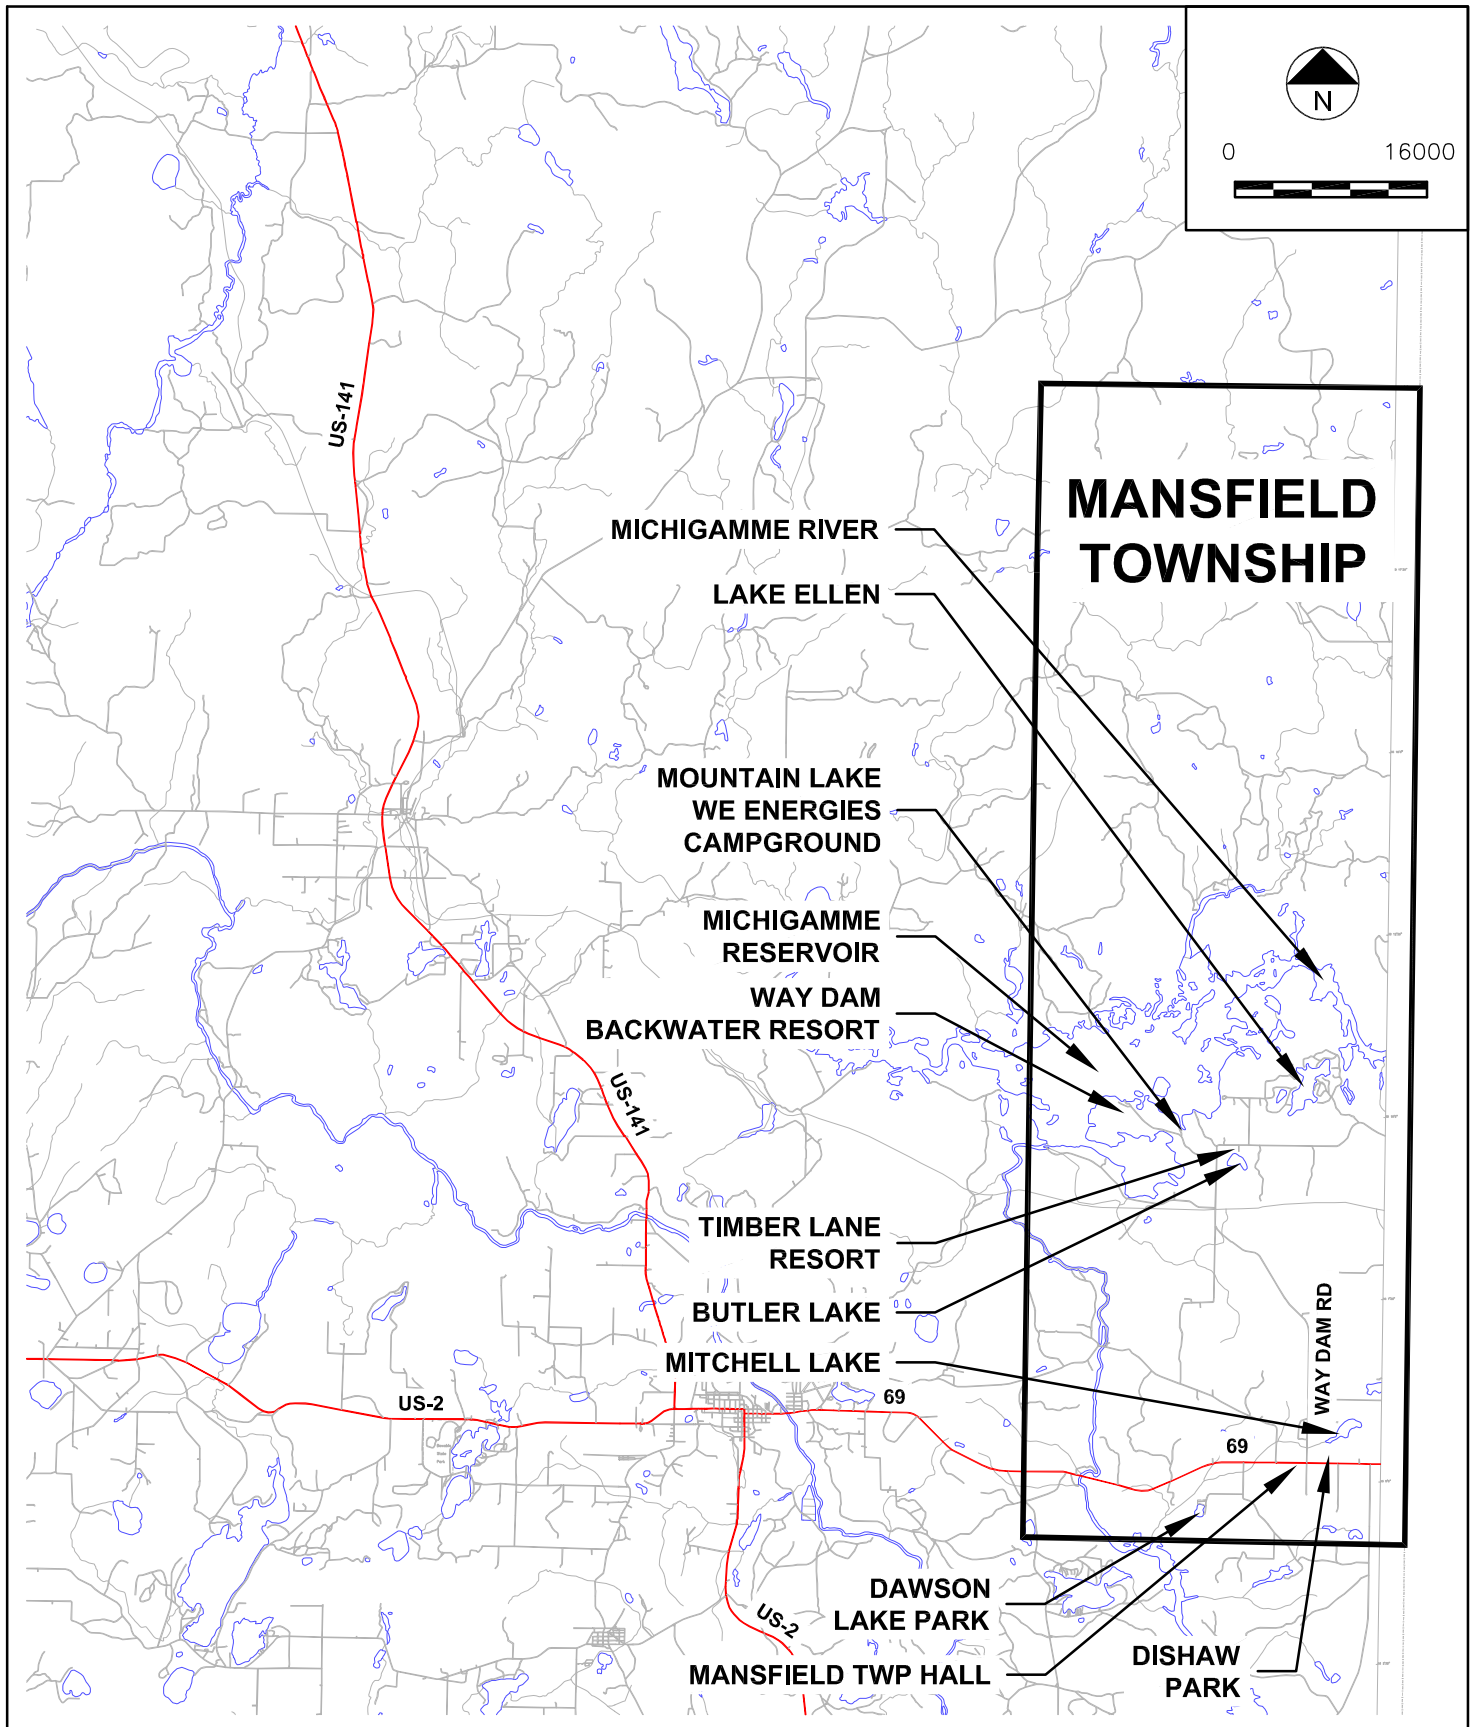 N
0 16000
US-141
MANSFIELD
TOWNSHIP
MICHIGAMME RIVER
LAKE ELLEN
MOUNTAIN LAKE
WE ENERGIES
CAMPGROUND
MICHIGAMME
RESERVOIR
WAY DAM
BACKWATER RESORT
US-141
TIMBER LANE
RESORT
BUTLER LAKE
MITCHELL LAKE
WAY DAM RD
US-2
69
69
DAWSON
LAKE PARK
US-2
MANSFIELD TWP HALL
DISHAW
PARK